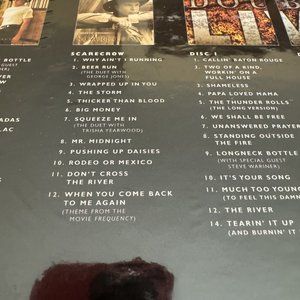 BOTTLE
ADAS
LAC
SCARECROW
1. WHY AIN'T I RUNNING
2. BEER RUN
(THE DUET WITH
GEORGE JONES)
3. WRAPPED UP IN YOU
4. THE STORM
5. THICKER THAN BLOOD
6. BIG MONEY
7. SQUEEZE ME IN
(THE DUET WITH
TRISHA YEARWOOD)
8. MR. MIDNIGHT
9. PUSHING UP DAISIES
10. RODEO OR MEXICO
11. DON'T CROSS
THE RIVER
12. WHEN YOU COME BACK
TO ME AGAIN
(THEME FROM THE
MOVIE FREQUENCY)
DISC 1
1. CALLIN' BATON ROUGE
2. TWO OF A KIND,
WORKIN' ON A
FULL HOUSE
3. SHAMELESS
4. PAPA LOVED MAMA
5. THE THUNDER ROLLS
(THE LONG VERSION)
6. WE SHALL BE FREE
7. UNANSWERED PRAYER
8. STANDING OUTSIDE
THE FIRE
9. LONGNECK BOTTLE
(WITH SPECIAL GUEST
STEVE WARINER)
10. IT'S YOUR SONG
11. MUCH TOO YOUNG
(TO FEEL THIS DAMN
12. THE RIVER
14. TEARIN' IT UP
(AND BURNIN' IT